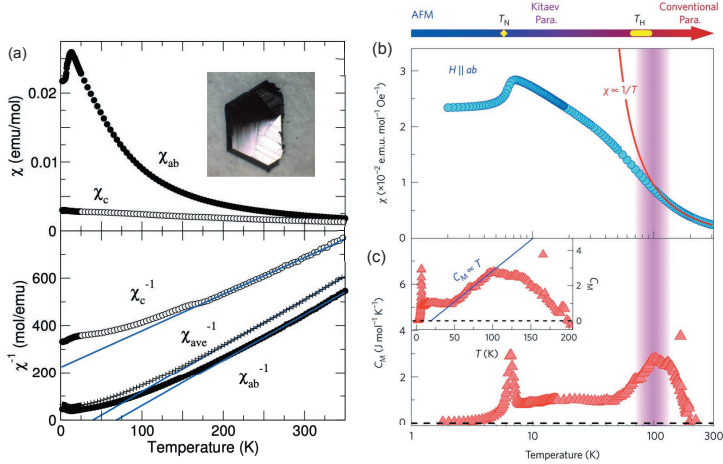 (a)
χ (emu/mol)
0.02
0.01
0
χab
χc
χ⁻¹ (mol/emu)
600
400
200
0
χc⁻¹
χave⁻¹
χab⁻¹
0 50 100 150 200 250 300
Temperature (K)
AFM TN Kitaev Para. TH Conventional Para.
(b)
χ (×10⁻² e.m.u. mol⁻¹ Oe⁻¹)
3
2
1
0
H || ab
χ ∝ 1/T
(c)
CM (J mol⁻¹ K⁻¹)
6
4
2
0
CM ∝ T
4
2
0
CM
0 50 100 150 200
T (K)
1 10 100 300
Temperature (K)